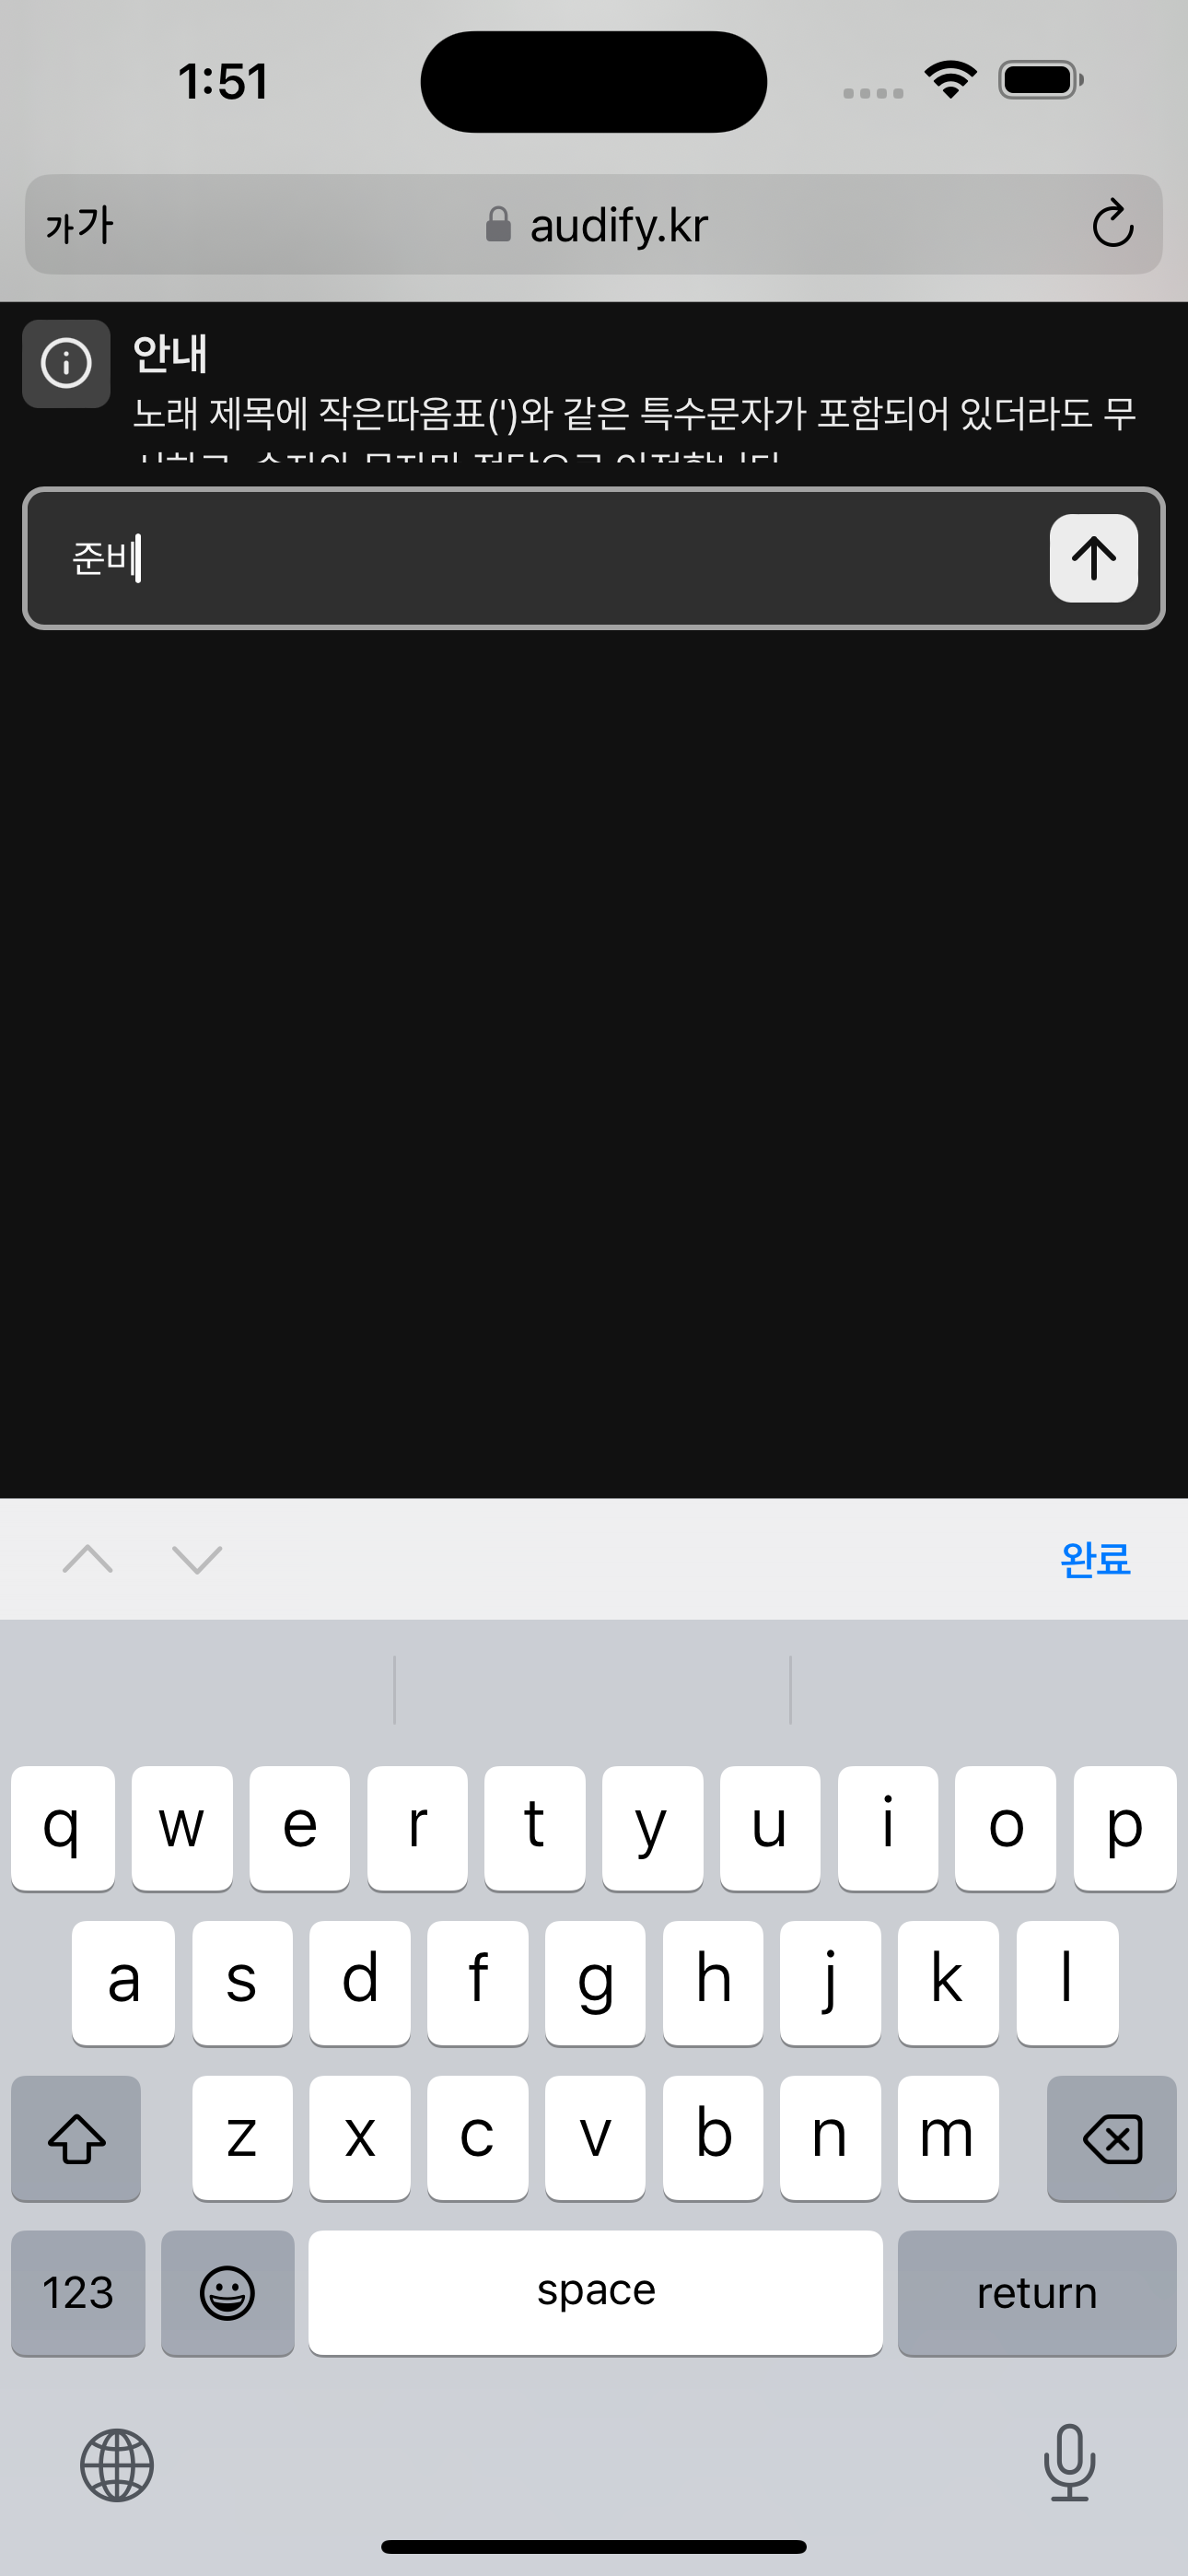 1:51
가가
audify.kr
안내
노래 제목에 작은따옴표(')와 같은 특수문자가 포함되어 있더라도 무
준비
완료
q w e r t y u i o p
a s d f g h j k l
z x c v b n m
123 space return